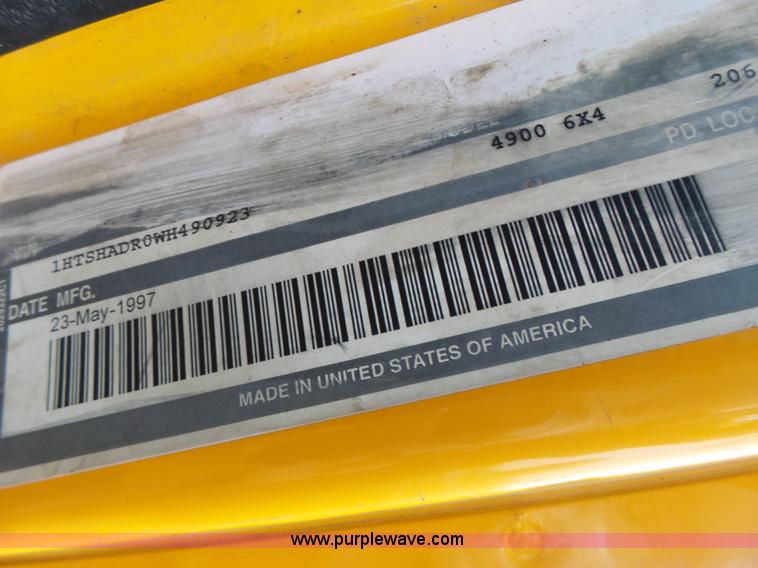 MODEL
4900 6X4 206
PD LOC
1HTSHADR0WH490923
DATE MFG.
23-May-1997
MADE IN UNITED STATES OF AMERICA
www.purplewave.com